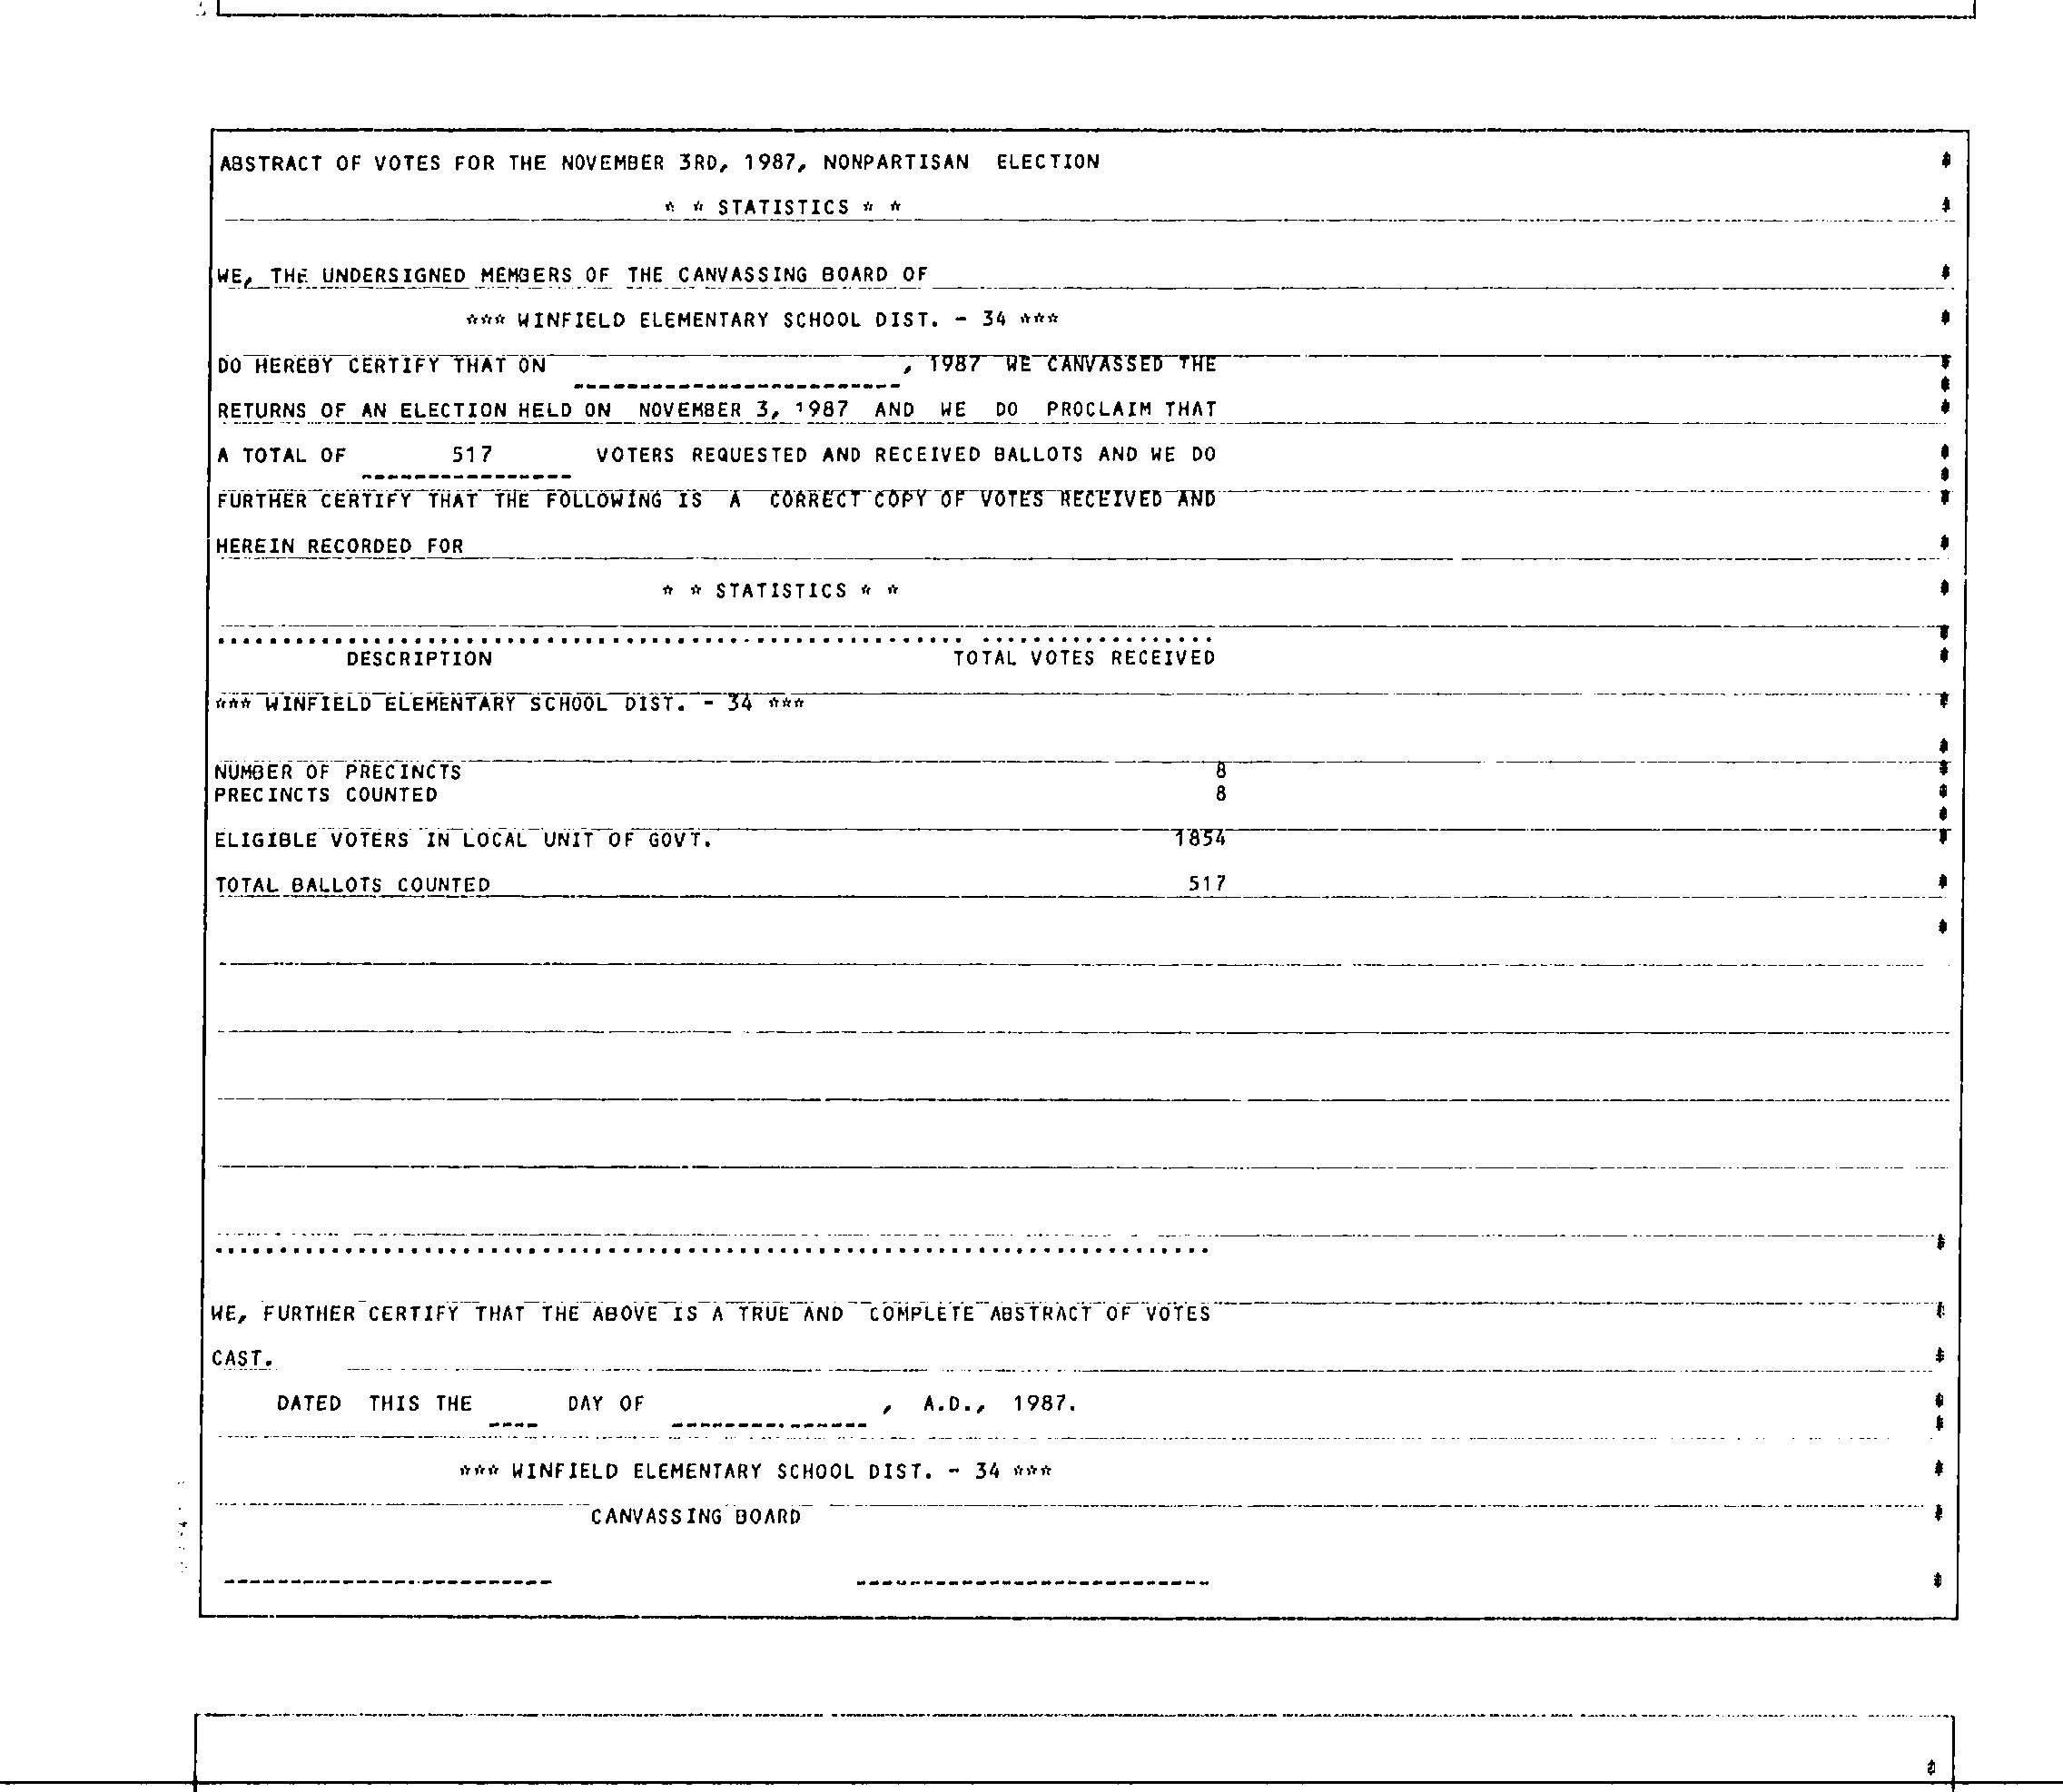 ABSTRACT OF VOTES FOR THE NOVEMBER 3RD, 1987, NONPARTISAN ELECTION
* * STATISTICS * *
WE, THE UNDERSIGNED MEMBERS OF THE CANVASSING BOARD OF
*** WINFIELD ELEMENTARY SCHOOL DIST. - 34 ***
DO HEREBY CERTIFY THAT ON , 1987 WE CANVASSED THE
RETURNS OF AN ELECTION HELD ON NOVEMBER 3, 1987 AND WE DO PROCLAIM THAT
A TOTAL OF 517 VOTERS REQUESTED AND RECEIVED BALLOTS AND WE DO
FURTHER CERTIFY THAT THE FOLLOWING IS A CORRECT COPY OF VOTES RECEIVED AND
HEREIN RECORDED FOR
* * STATISTICS * *
DESCRIPTION TOTAL VOTES RECEIVED
*** WINFIELD ELEMENTARY SCHOOL DIST. - 34 ***
NUMBER OF PRECINCTS 8
PRECINCTS COUNTED 8
ELIGIBLE VOTERS IN LOCAL UNIT OF GOVT. 1854
TOTAL BALLOTS COUNTED 517
WE, FURTHER CERTIFY THAT THE ABOVE IS A TRUE AND COMPLETE ABSTRACT OF VOTES
CAST.
DATED THIS THE DAY OF , A.D., 1987.
*** WINFIELD ELEMENTARY SCHOOL DIST. - 34 ***
CANVASSING BOARD